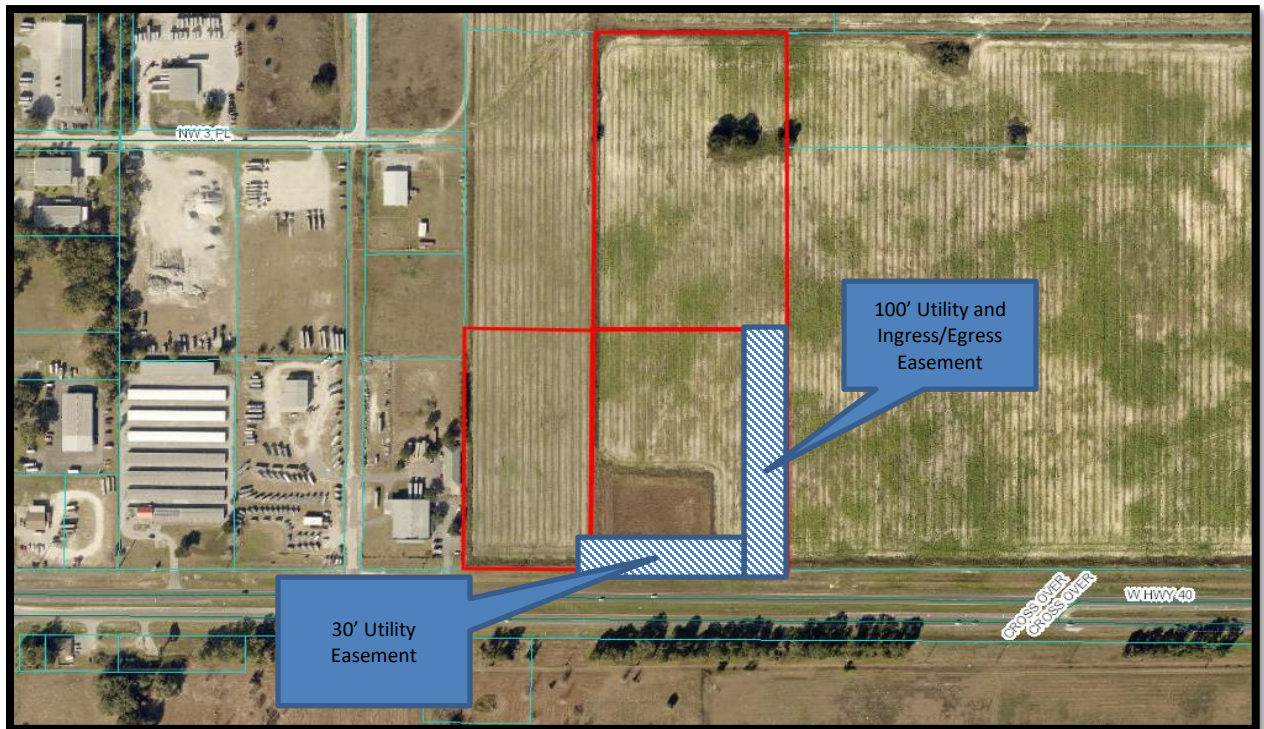 NW 3 PL
100’ Utility and
Ingress/Egress
Easement
CROSS OVER
CROSS OVER
W HWY 40
30’ Utility
Easement